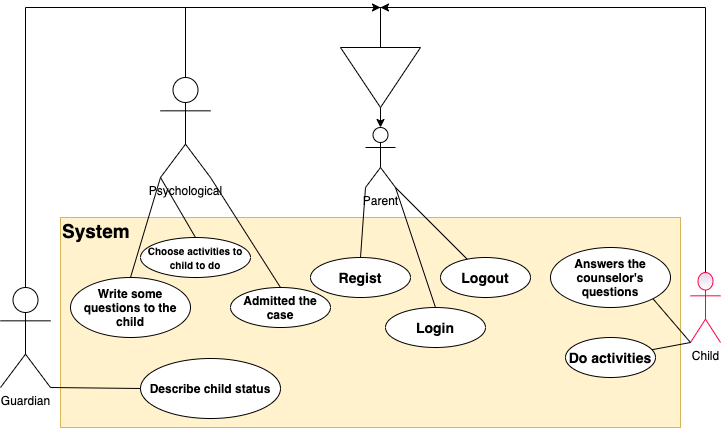 Psychological
Parent
System
Choose activities to
child to do
Write some
questions to the
child
Admitted the
case
Regist
Logout
Login
Answers the
counselor's
questions
Do activities
Child
Describe child status
Guardian